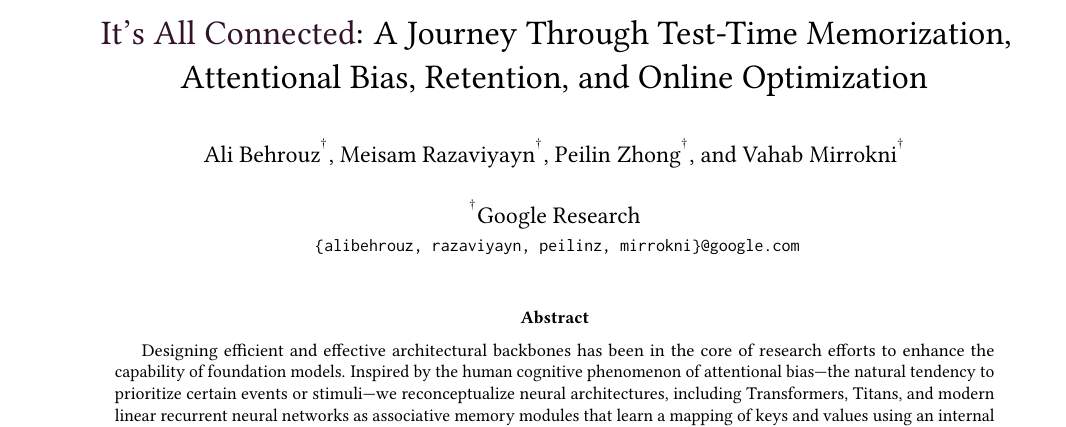 It's All Connected: A Journey Through Test-Time Memorization,
Attentional Bias, Retention, and Online Optimization
Ali Behrouz†, Meisam Razaviyayn†, Peilin Zhong†, and Vahab Mirrokni†
†Google Research
{alibehrouz, razaviyayn, peilinz, mirrokni}@google.com
Abstract
Designing efficient and effective architectural backbones has been in the core of research efforts to enhance the
capability of foundation models. Inspired by the human cognitive phenomenon of attentional bias—the natural tendency to
prioritize certain events or stimuli—we reconceptualize neural architectures, including Transformers, Titans, and modern
linear recurrent neural networks as associative memory modules that learn a mapping of keys and values using an internal